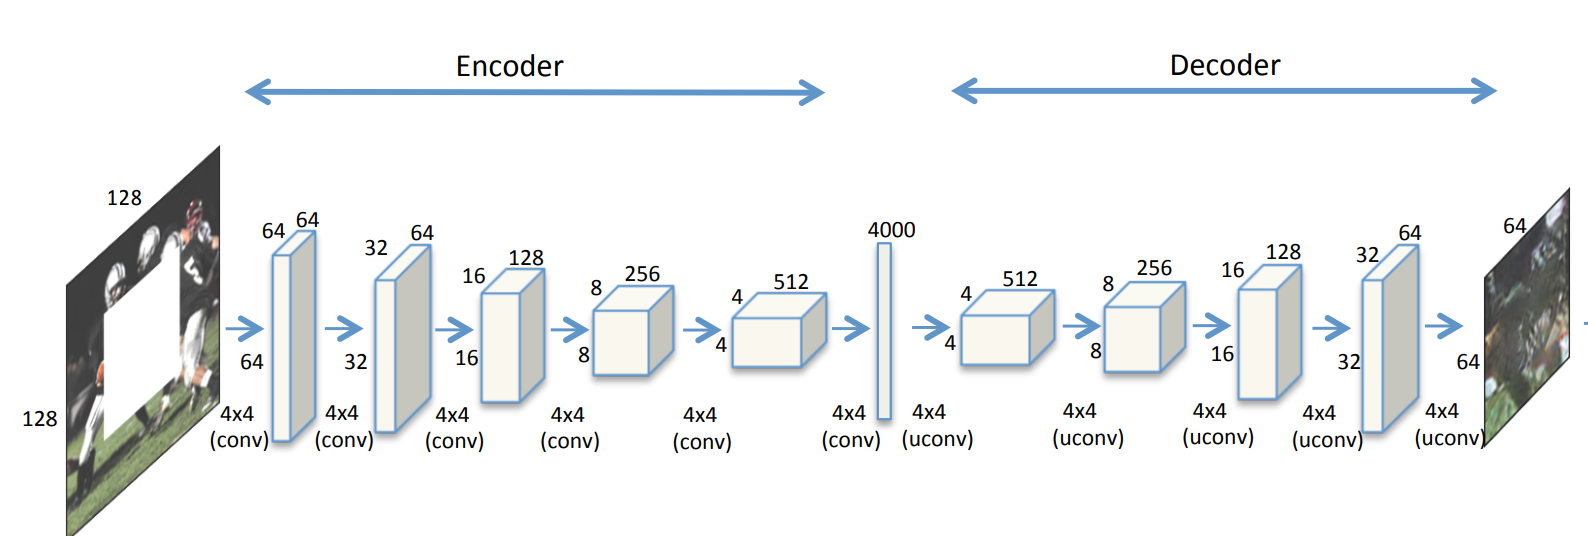 Encoder
Decoder
128
128
64 64
64
32 64
32
16 128
16
8 256
8
4 512
4
4000
4 512
4
8 256
8
16 128
16
32 64
32
64
64
4x4
(conv)
4x4
(conv)
4x4
(conv)
4x4
(conv)
4x4
(conv)
4x4
(conv)
4x4
(uconv)
4x4
(uconv)
4x4
(uconv)
4x4
(uconv)
4x4
(uconv)